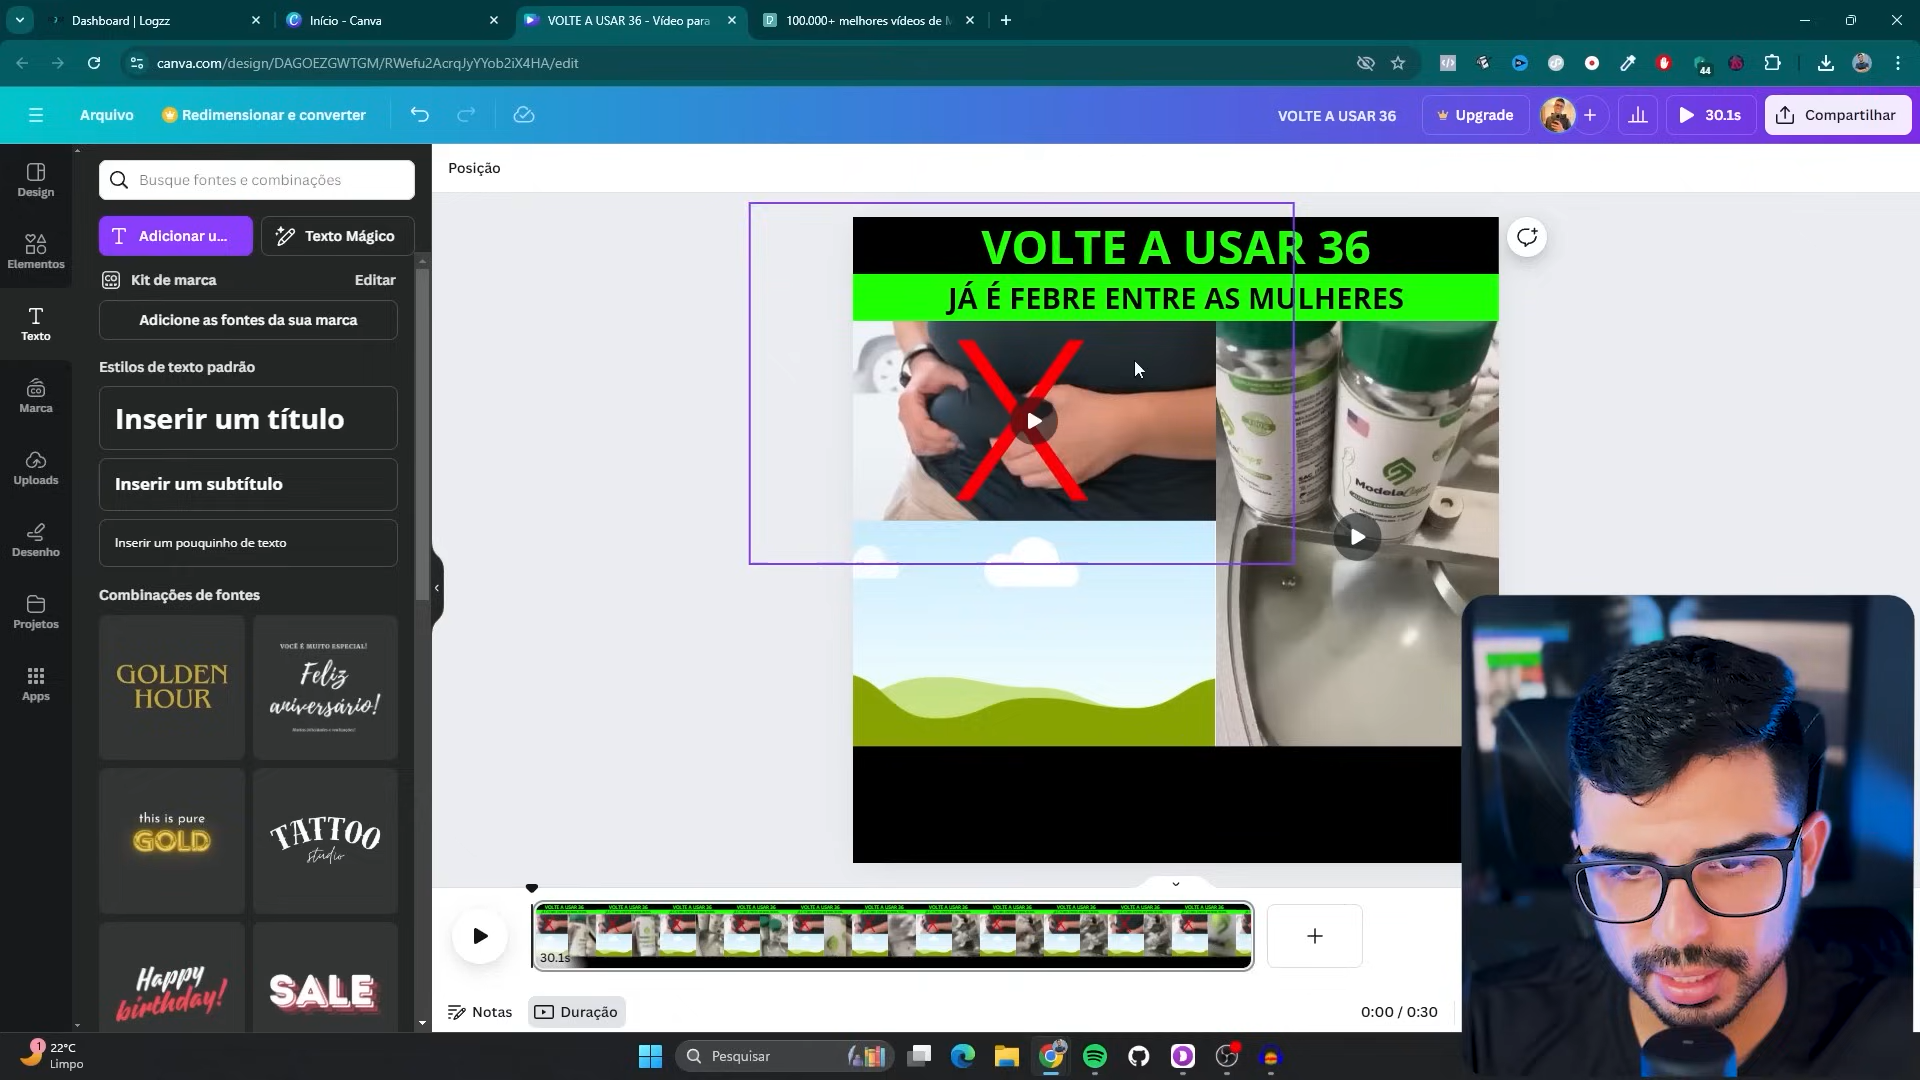 Dashboard | Logzz
Início - Canva
VOLTE A USAR 36 - Vídeo para
100.000+ melhores vídeos de
canva.com/design/DAGOEZGWTGM/RWefu2AcrqJyYYob2iX4HA/edit
44
Arquivo
Redimensionar e converter
VOLTE A USAR 36
Upgrade
30.1s
Compartilhar
Design
Elementos
Texto
Marca
Uploads
Desenho
Projetos
Apps
Busque fontes e combinações
Adicionar u...
Texto Mágico
Kit de marca
Editar
Adicione as fontes da sua marca
Estilos de texto padrão
Inserir um título
Inserir um subtítulo
Inserir um pouquinho de texto
Combinações de fontes
GOLDEN
HOUR
VOCÊ É MUITO ESPECIAL!
Feliz
aniversário!
this is pure
GOLD
TATTOO
studio
Happy
birthday!
SALE
Posição
VOLTE A USAR 36
JÁ É FEBRE ENTRE AS MULHERES
ModelaCaps
30.1s
Notas
Duração
0:00 / 0:30
1
22°C
Limpo
Pesquisar